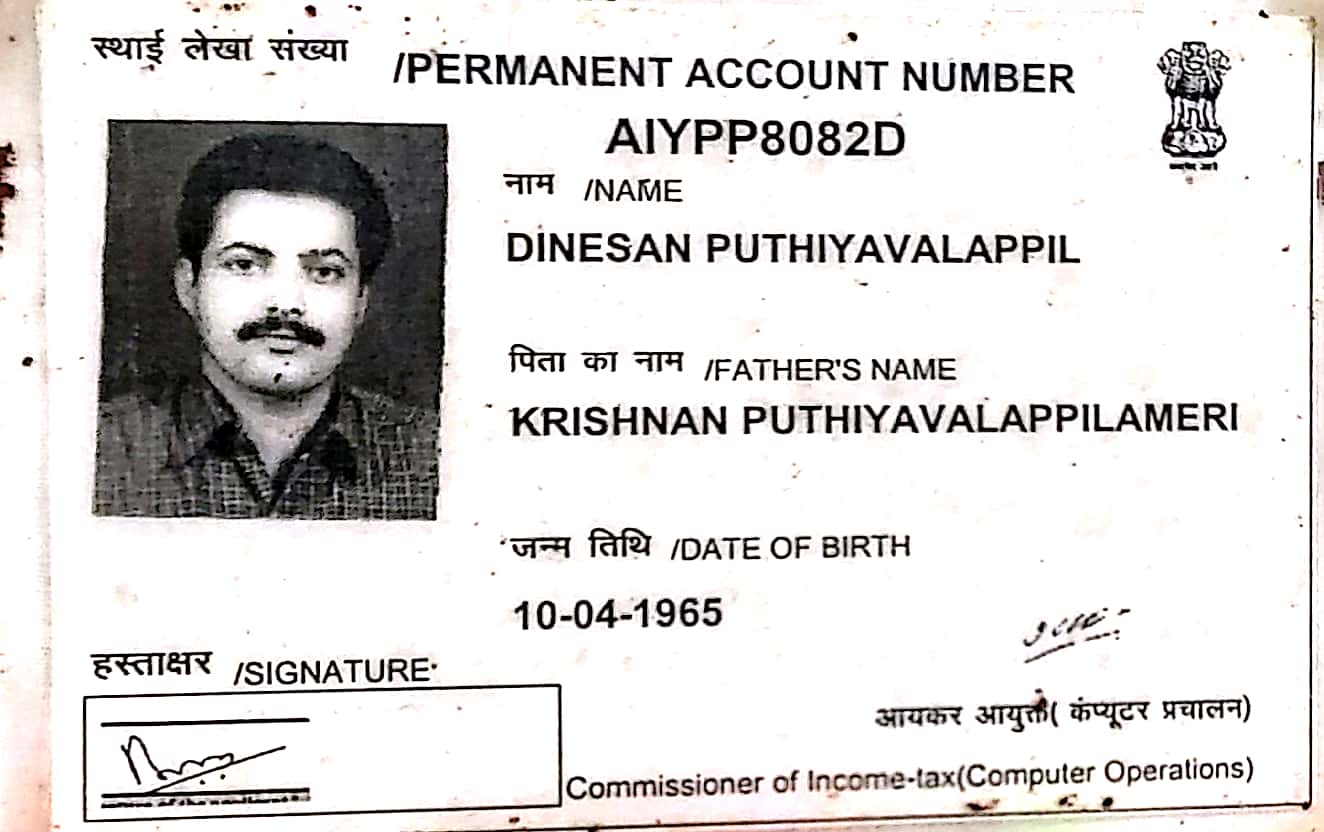 स्थाई लेखा संख्या /PERMANENT ACCOUNT NUMBER
AIYPP8082D
नाम /NAME
DINESAN PUTHIYAVALAPPIL
पिता का नाम /FATHER'S NAME
KRISHNAN PUTHIYAVALAPPILAMERI
जन्म तिथि /DATE OF BIRTH
10-04-1965
हस्ताक्षर /SIGNATURE
आयकर आयुक्त( कंप्यूटर प्रचालन)
Commissioner of Income-tax(Computer Operations)